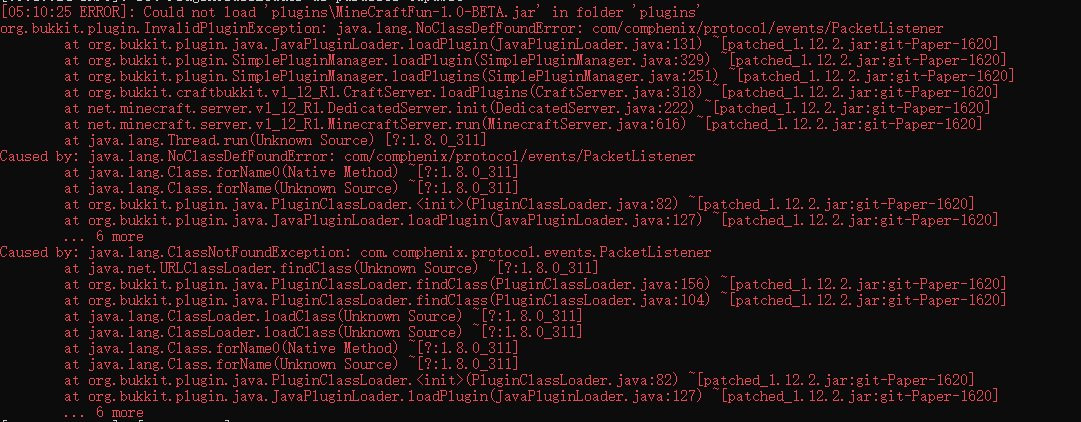 [05:10:25 ERROR]: Could not load 'plugins\MineCraftFun-1.0-BETA.jar' in folder 'plugins'
org.bukkit.plugin.InvalidPluginException: java.lang.NoClassDefFoundError: com/comphenix/protocol/events/PacketListener
at org.bukkit.plugin.java.JavaPluginLoader.loadPlugin(JavaPluginLoader.java:131) ~[patched_1.12.2.jar:git-Paper-1620]
at org.bukkit.plugin.SimplePluginManager.loadPlugin(SimplePluginManager.java:329) ~[patched_1.12.2.jar:git-Paper-1620]
at org.bukkit.plugin.SimplePluginManager.loadPlugins(SimplePluginManager.java:251) ~[patched_1.12.2.jar:git-Paper-1620]
at org.bukkit.craftbukkit.v1_12_R1.CraftServer.loadPlugins(CraftServer.java:318) ~[patched_1.12.2.jar:git-Paper-1620]
at net.minecraft.server.v1_12_R1.DedicatedServer.init(DedicatedServer.java:222) ~[patched_1.12.2.jar:git-Paper-1620]
at net.minecraft.server.v1_12_R1.MinecraftServer.run(MinecraftServer.java:616) ~[patched_1.12.2.jar:git-Paper-1620]
at java.lang.Thread.run(Unknown Source) [?:1.8.0_311]
Caused by: java.lang.NoClassDefFoundError: com/comphenix/protocol/events/PacketListener
at java.lang.Class.forName0(Native Method) ~[?:1.8.0_311]
at java.lang.Class.forName(Unknown Source) ~[?:1.8.0_311]
at org.bukkit.plugin.java.PluginClassLoader.<init>(PluginClassLoader.java:82) ~[patched_1.12.2.jar:git-Paper-1620]
at org.bukkit.plugin.java.JavaPluginLoader.loadPlugin(JavaPluginLoader.java:127) ~[patched_1.12.2.jar:git-Paper-1620]
... 6 more
Caused by: java.lang.ClassNotFoundException: com.comphenix.protocol.events.PacketListener
at java.net.URLClassLoader.findClass(Unknown Source) ~[?:1.8.0_311]
at org.bukkit.plugin.java.PluginClassLoader.findClass(PluginClassLoader.java:156) ~[patched_1.12.2.jar:git-Paper-1620]
at org.bukkit.plugin.java.PluginClassLoader.findClass(PluginClassLoader.java:104) ~[patched_1.12.2.jar:git-Paper-1620]
at java.lang.ClassLoader.loadClass(Unknown Source) ~[?:1.8.0_311]
at java.lang.ClassLoader.loadClass(Unknown Source) ~[?:1.8.0_311]
at java.lang.Class.forName0(Native Method) ~[?:1.8.0_311]
at java.lang.Class.forName(Unknown Source) ~[?:1.8.0_311]
at org.bukkit.plugin.java.PluginClassLoader.<init>(PluginClassLoader.java:82) ~[patched_1.12.2.jar:git-Paper-1620]
at org.bukkit.plugin.java.JavaPluginLoader.loadPlugin(JavaPluginLoader.java:127) ~[patched_1.12.2.jar:git-Paper-1620]
... 6 more